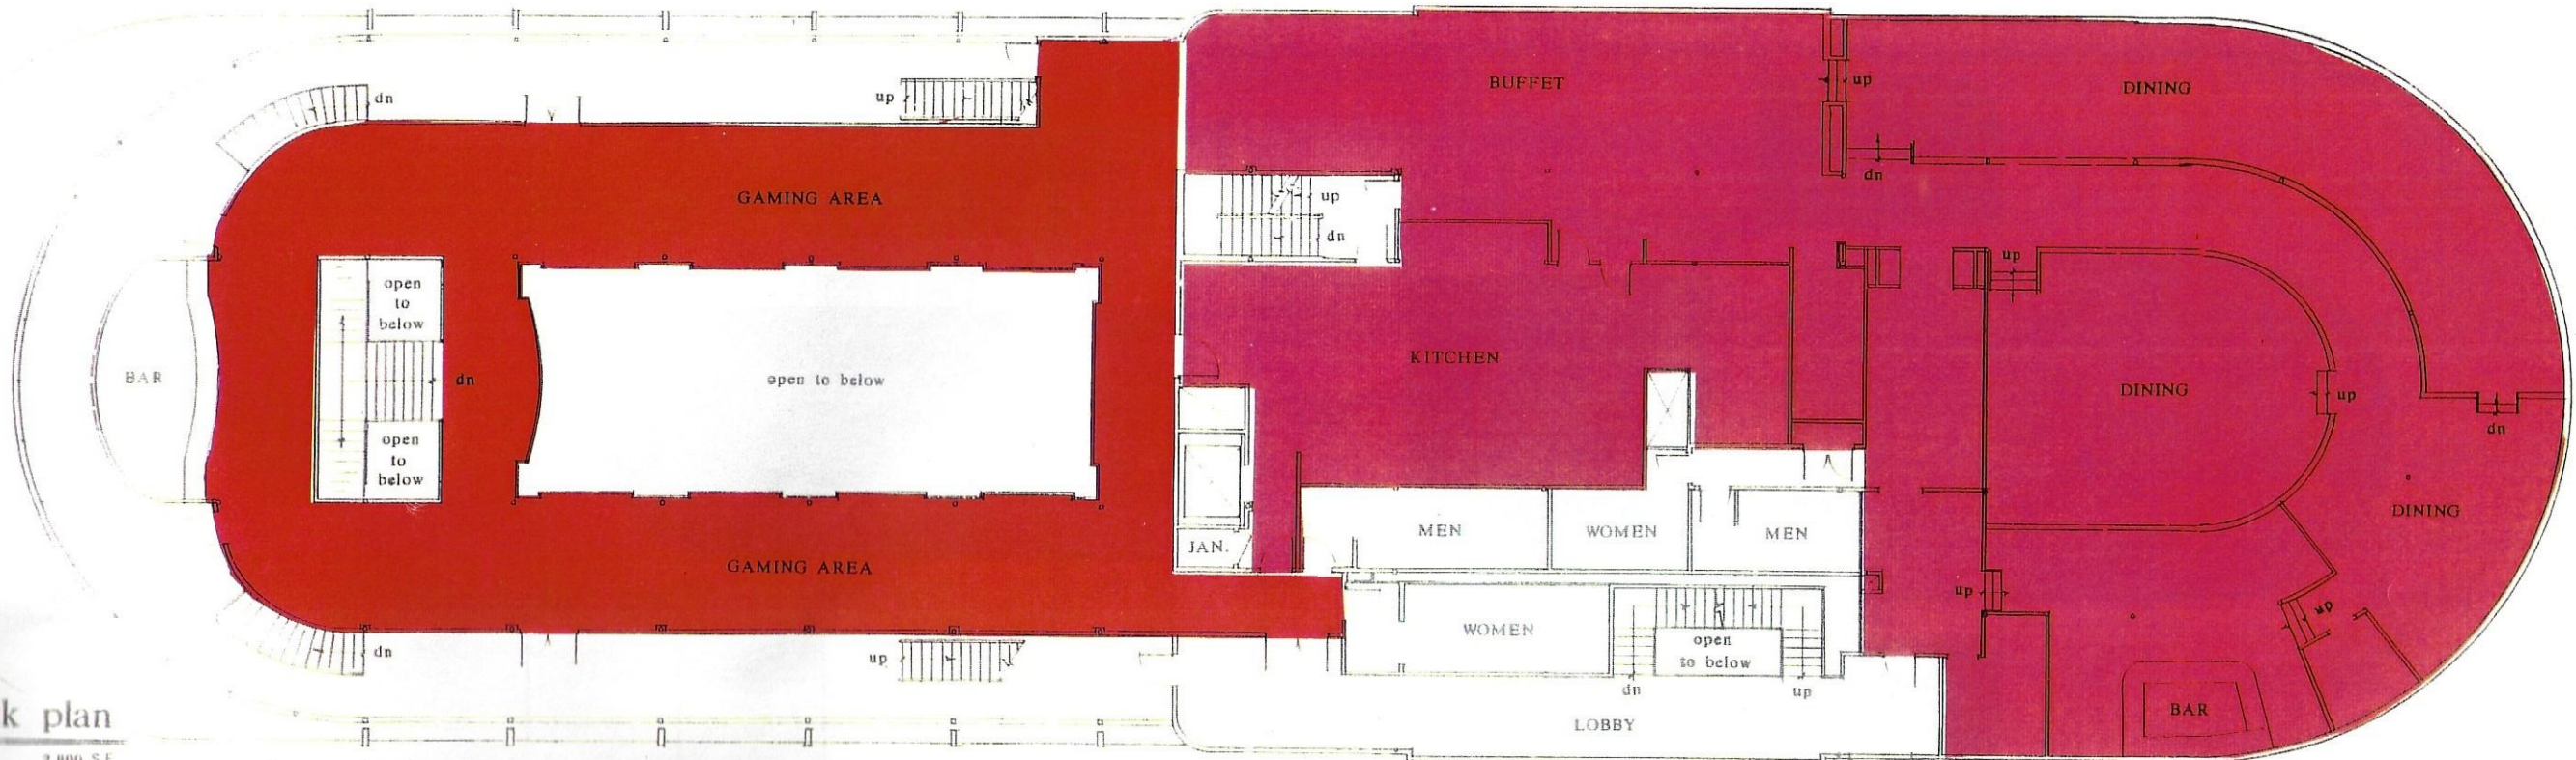 dn
up
BUFFET
up
DINING
GAMING AREA
up
dn
dn
open
to
below
up
BAR
dn
open to below
KITCHEN
DINING
up
dn
open
to
below
DINING
MEN
WOMEN
MEN
JAN.
GAMING AREA
up
up
WOMEN
open
to below
dn
up
dn
up
k plan
LOBBY
BAR